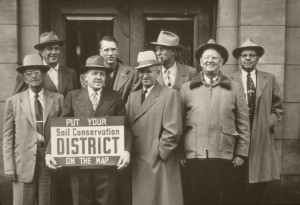 PUT YOUR
Soil Conservation
DISTRICT
ON THE MAP